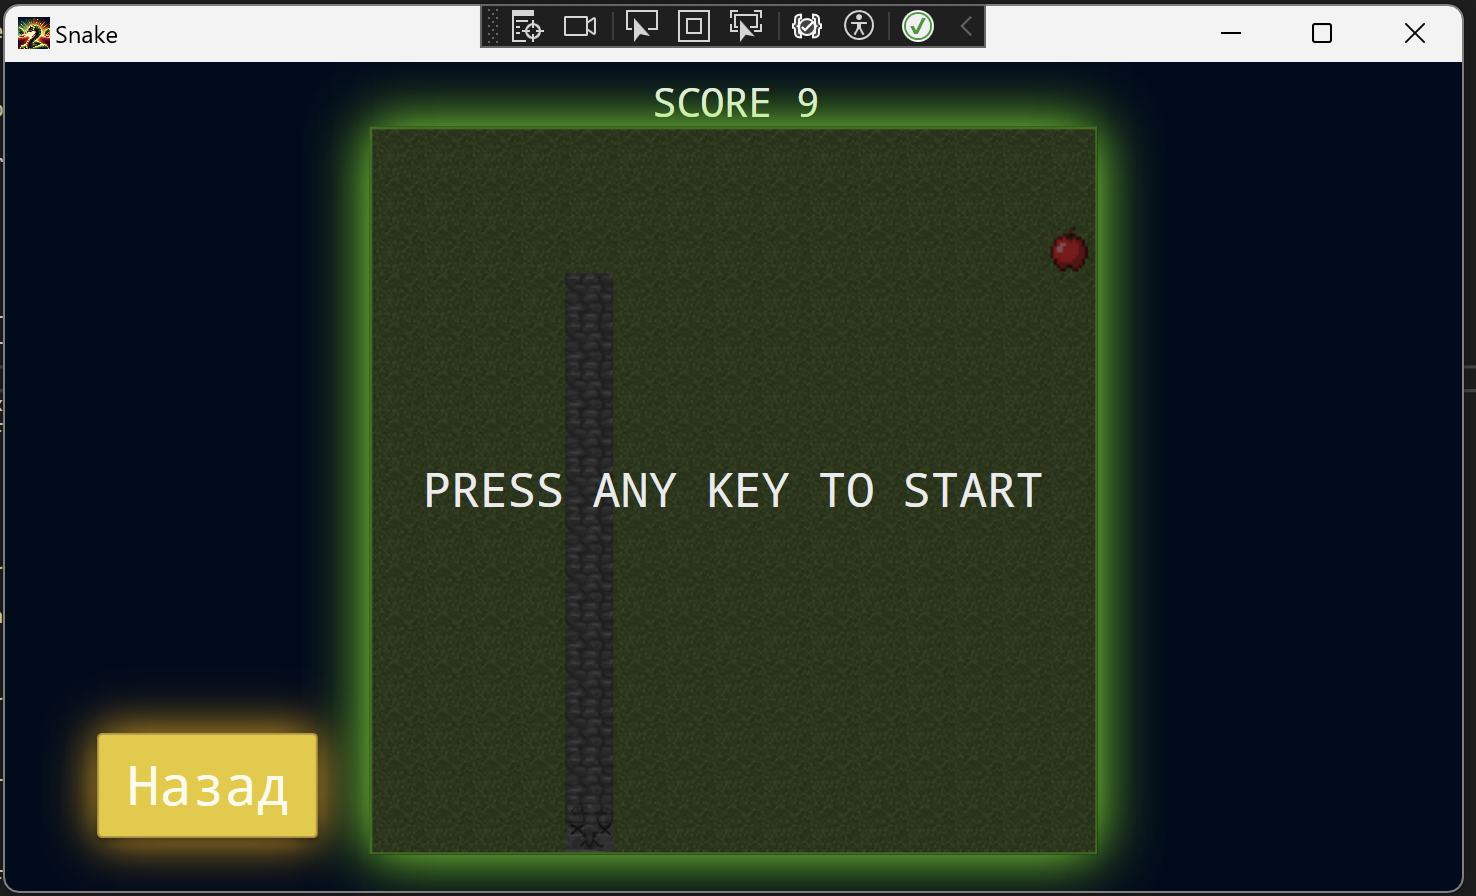 Snake
SCORE 9
PRESS ANY KEY TO START
Назад